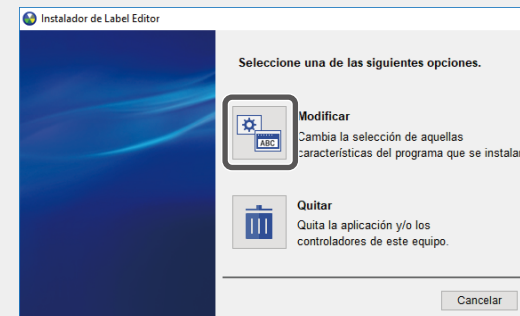 Instalador de Label Editor
Seleccione una de las siguientes opciones.
Modificar
ABC
Cambia la selección de aquellas
características del programa que se instalar
Quitar
Quita la aplicación y/o los
controladores de este equipo.
Cancelar